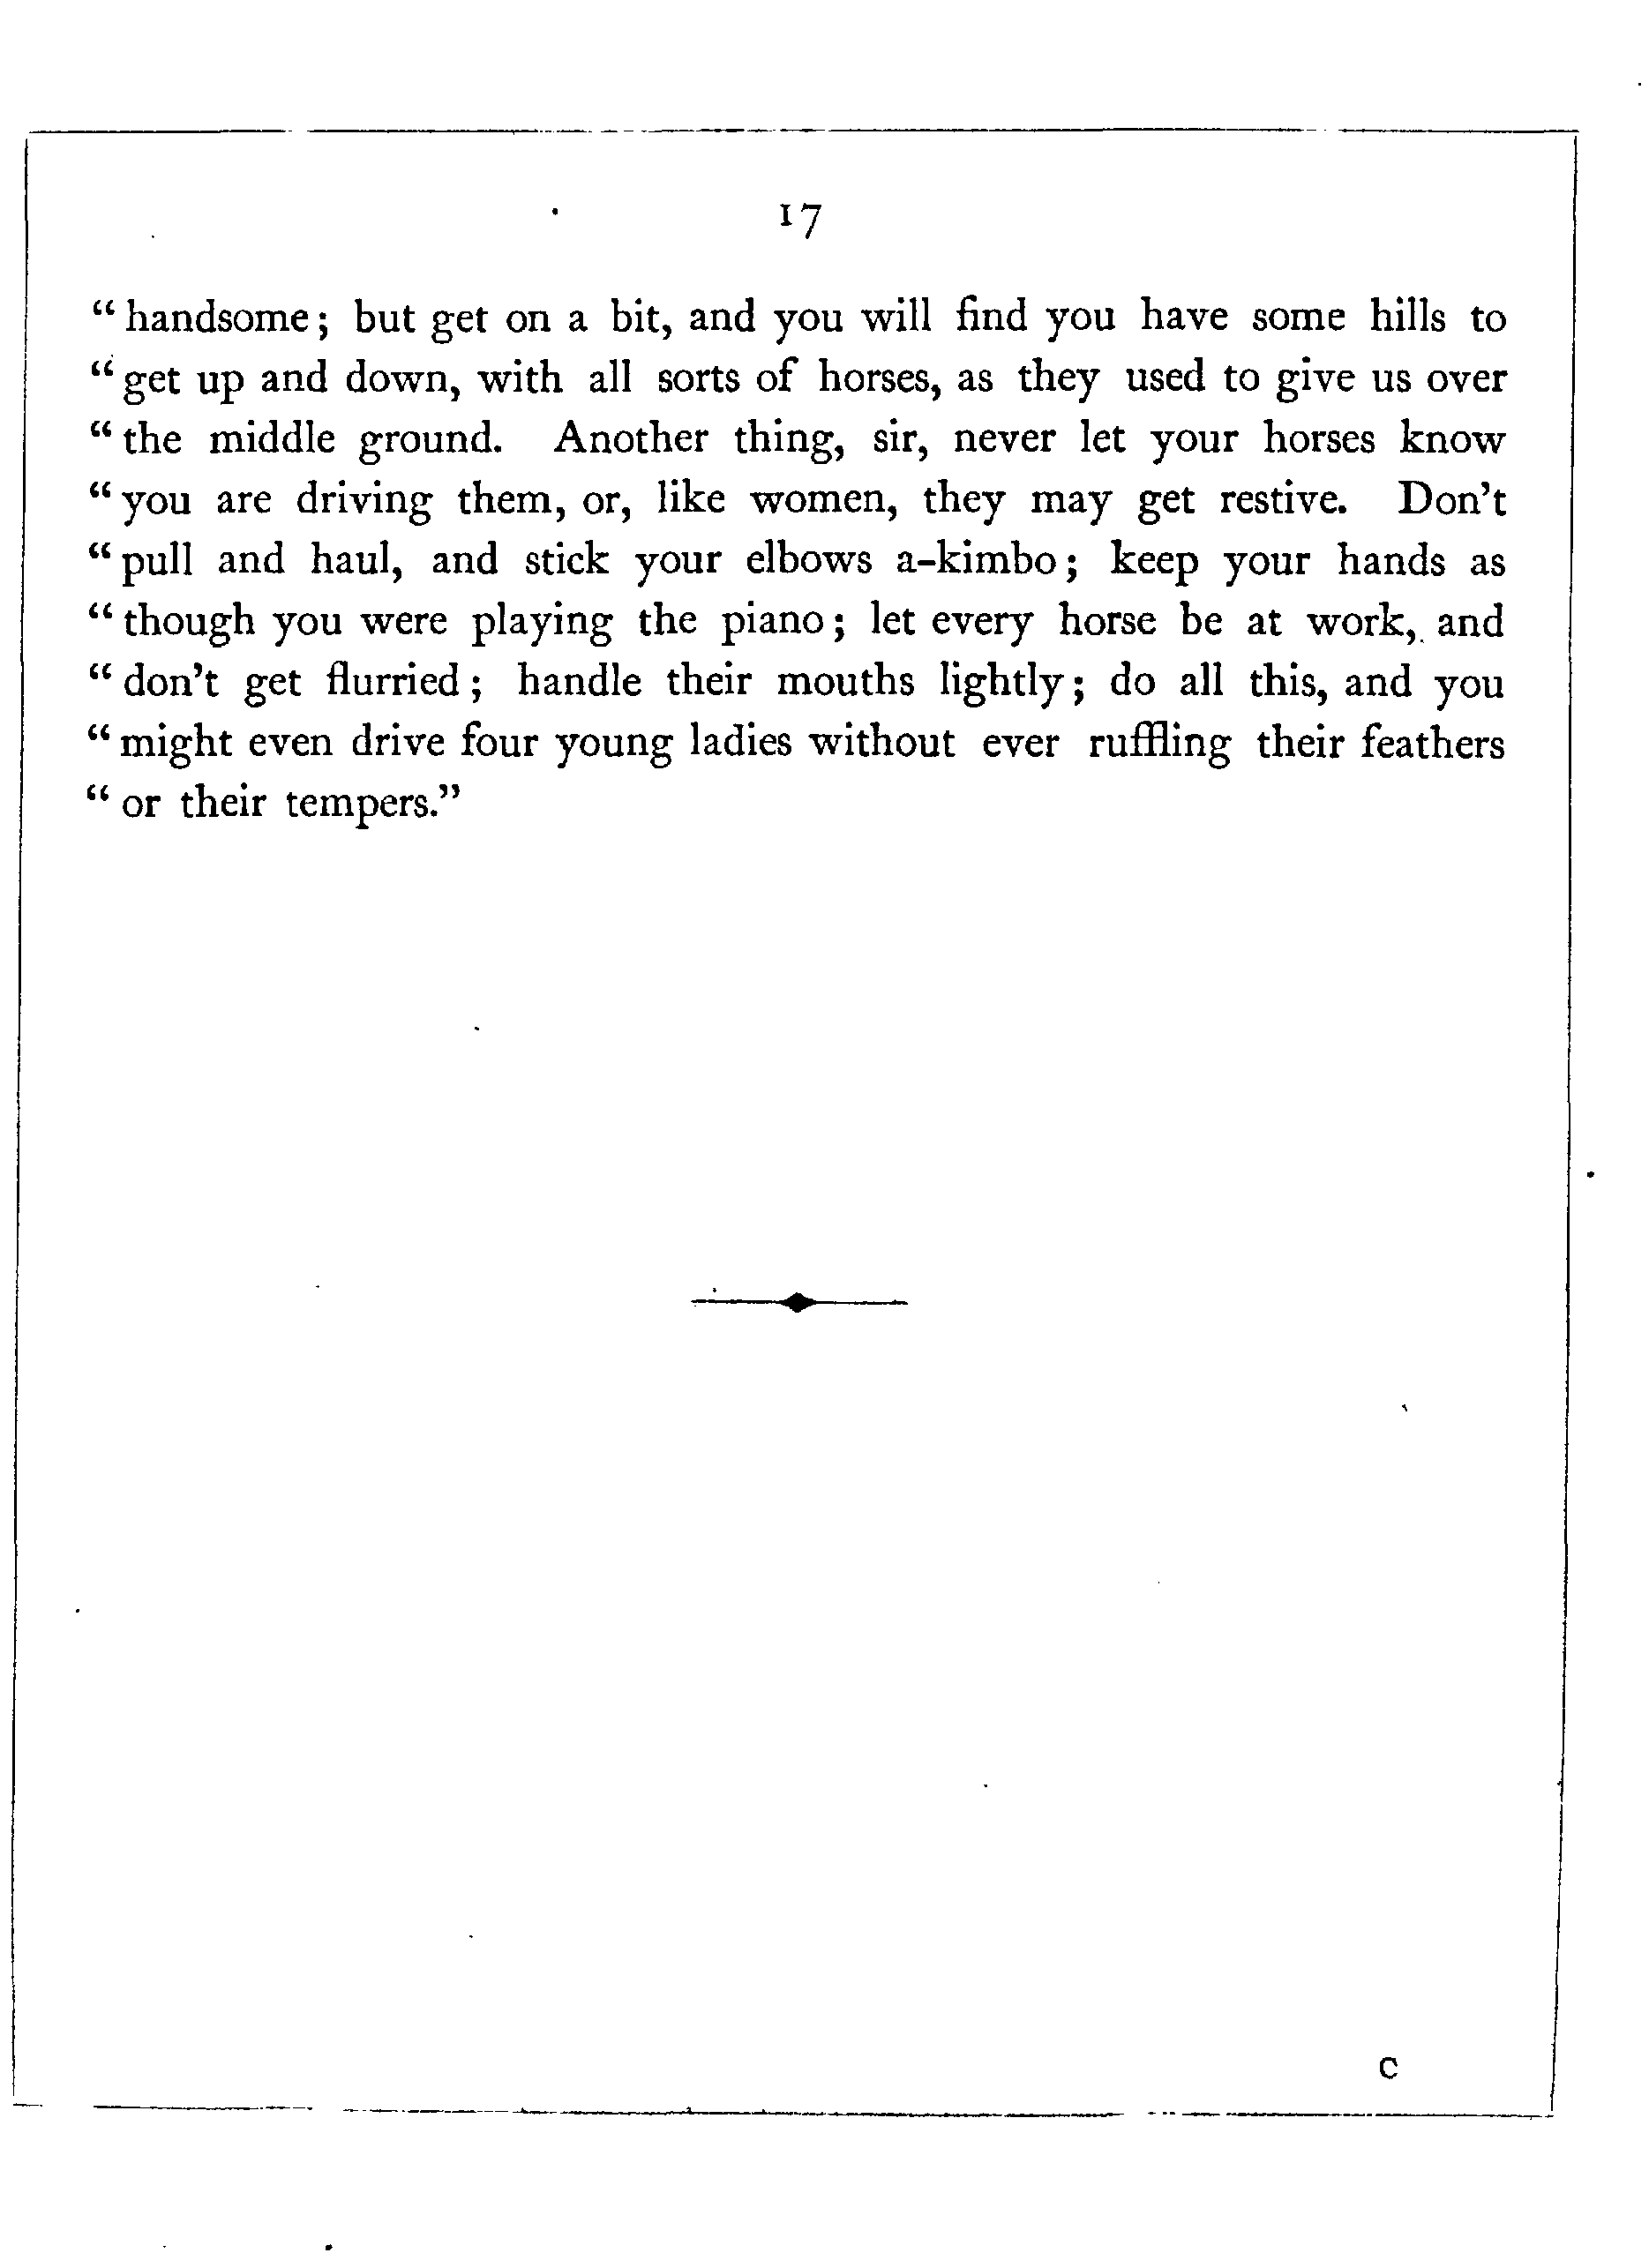 17
“ handsome; but get on a bit, and you will find you have some hills to
“ get up and down, with all sorts of horses, as they used to give us over
“ the middle ground. Another thing, sir, never let your horses know
“ you are driving them, or, like women, they may get restive. Don’t
“ pull and haul, and stick your elbows a-kimbo; keep your hands as
“ though you were playing the piano; let every horse be at work, and
“ don’t get flurried; handle their mouths lightly; do all this, and you
“ might even drive four young ladies without ever ruffling their feathers
“ or their tempers.”
C